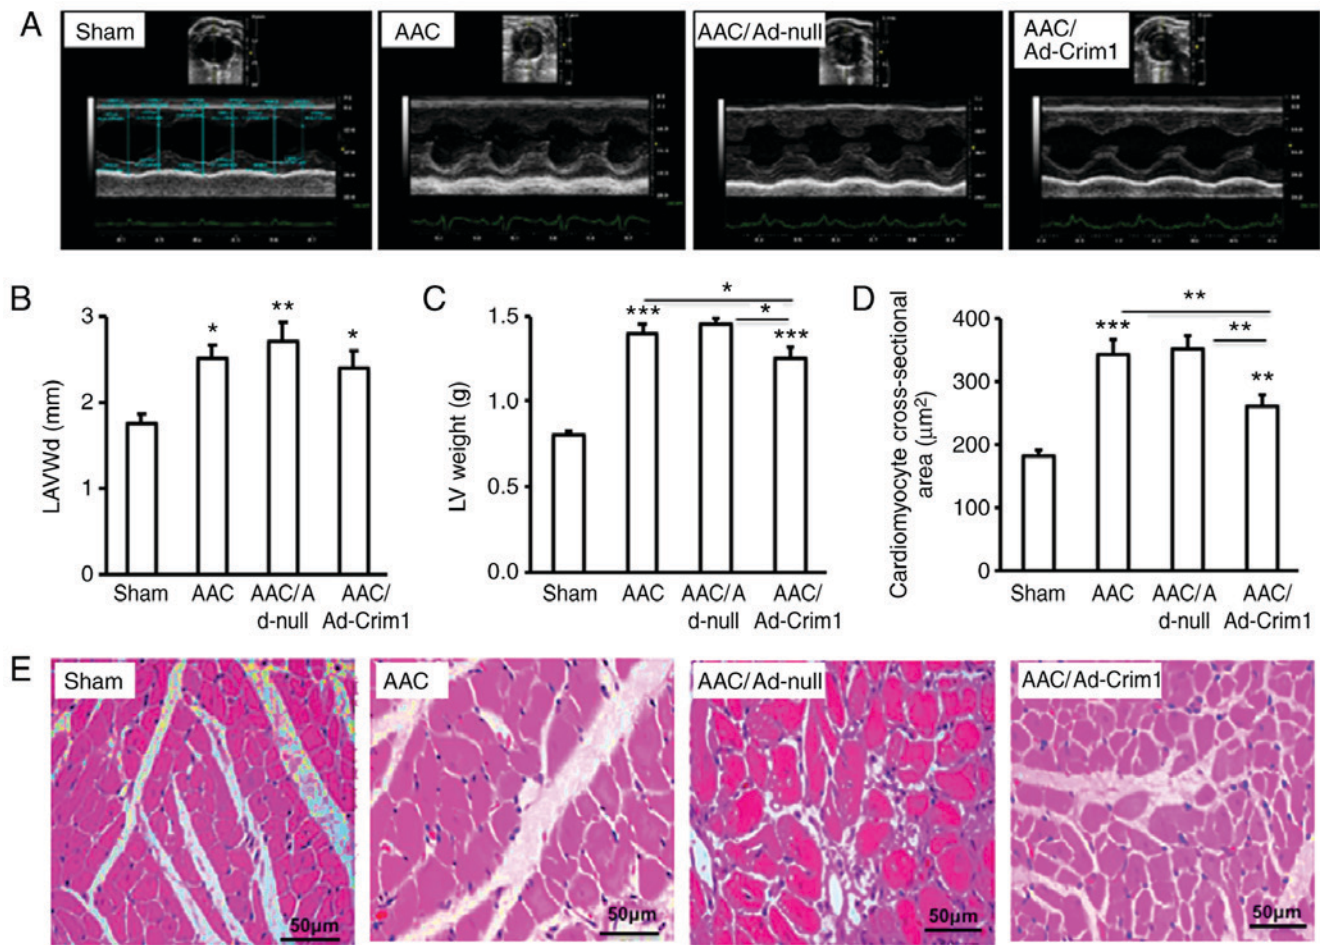 A
Sham
AAC
AAC/Ad-null
AAC/
Ad-Crim1
B
LAVWd (mm)
3
2
1
0
*
**
*
Sham
AAC
AAC/A
d-null
AAC/
Ad-Crim1
C
LV weight (g)
1.5
1.0
0.5
0.0
*
***
*
***
Sham
AAC
AAC/A
d-null
AAC/
Ad-Crim1
D
Cardiomyocyte cross-sectional
area (μm²)
400
300
200
100
0
**
***
**
**
Sham
AAC
AAC/A
d-null
AAC/
Ad-Crim1
E
Sham
50μm
AAC
50μm
AAC/Ad-null
50μm
AAC/Ad-Crim1
50μm